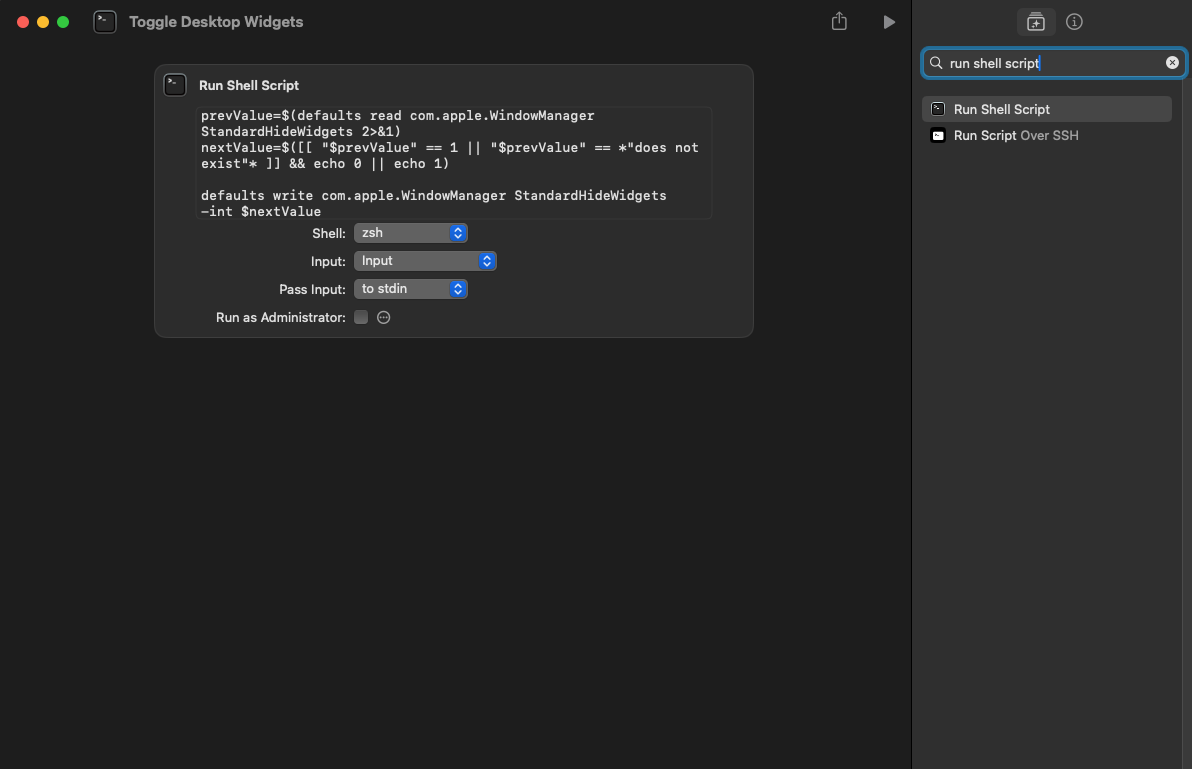 Toggle Desktop Widgets
run shell script
Run Shell Script
Run Script Over SSH
Run Shell Script
prevValue=$(defaults read com.apple.WindowManager
StandardHideWidgets 2>&1)
nextValue=$([[ "$prevValue" == 1 || "$prevValue" == *"does not
exist"* ]] && echo 0 || echo 1)
defaults write com.apple.WindowManager StandardHideWidgets
-int $nextValue
Shell: zsh
Input: Input
Pass Input: to stdin
Run as Administrator: